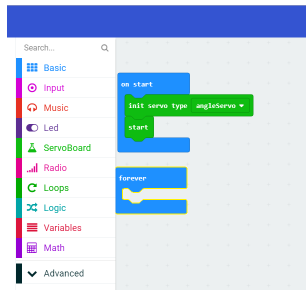 Search...
Basic
Input
Music
Led
ServoBoard
Radio
Loops
Logic
Variables
Math
Advanced
on start
init servo type angleServo
start
forever